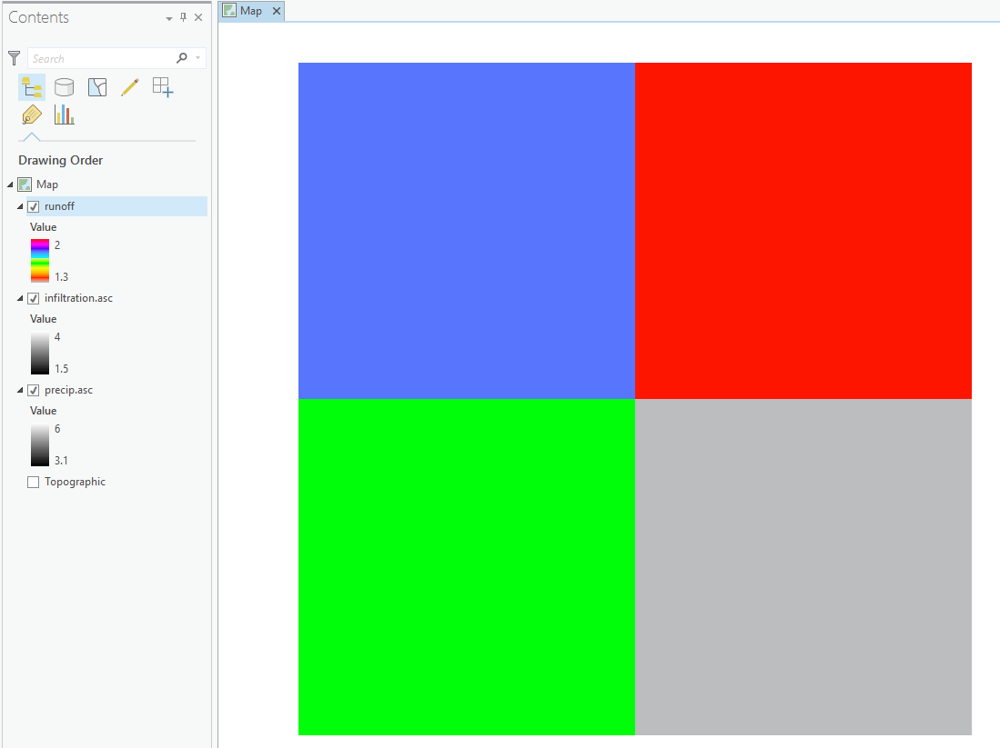 Contents
Map
Search
Drawing Order
Map
runoff
Value
2
1.3
infiltration.asc
Value
4
1.5
precip.asc
Value
6
3.1
Topographic